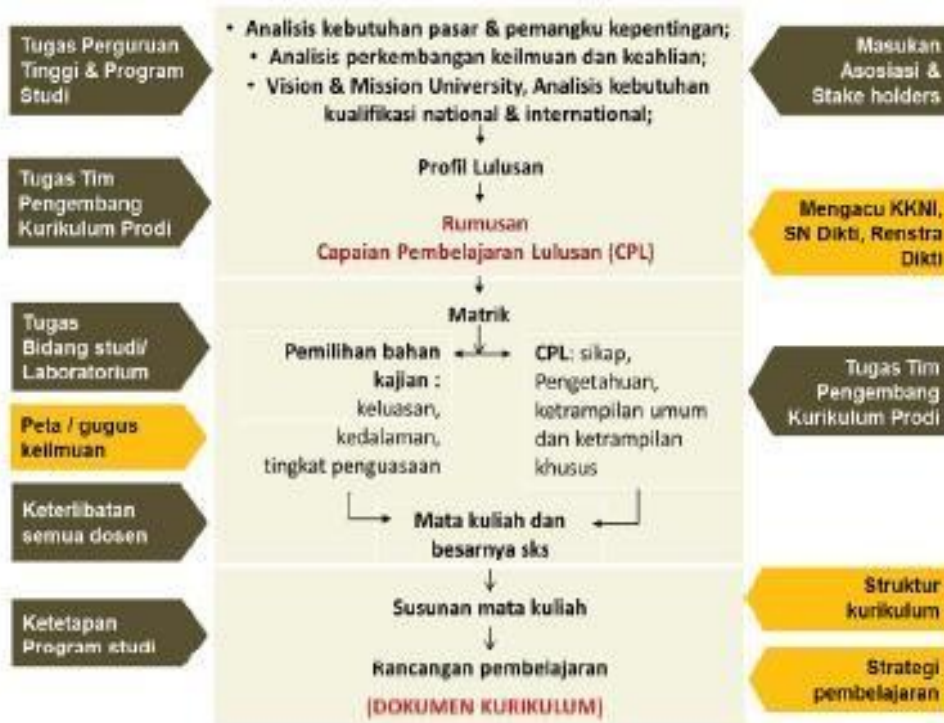 Tugas Perguruan
Tinggi & Program
Studi
• Analisis kebutuhan pasar & pemangku kepentingan;
• Analisis perkembangan keilmuan dan keahlian;
• Vision & Mission University, Analisis kebutuhan
kualifikasi national & international;
Masukan
Asosiasi &
Stake holders
Tugas Tim
Pengembang
Kurikulum Prodi
Profil Lulusan
Rumusan
Capaian Pembelajaran Lulusan (CPL)
Mengacu KKNI,
SN Dikti, Renstra
Dikti
Tugas
Bidang studi/
Laboratorium
Matrik
Pemilihan bahan
kajian :
keluasan,
kedalaman,
tingkat penguasaan
CPL: sikap,
Pengetahuan,
ketrampilan umum
dan ketrampilan
khusus
Tugas Tim
Pengembang
Kurikulum Prodi
Peta / gugus
keilmuan
Keterlibatan
semua dosen
Mata kuliah dan
besarnya sks
Ketetapan
Program studi
Susunan mata kuliah
Rancangan pembelajaran
(DOKUMEN KURIKULUM)
Struktur
kurikulum
Strategi
pembelajaran